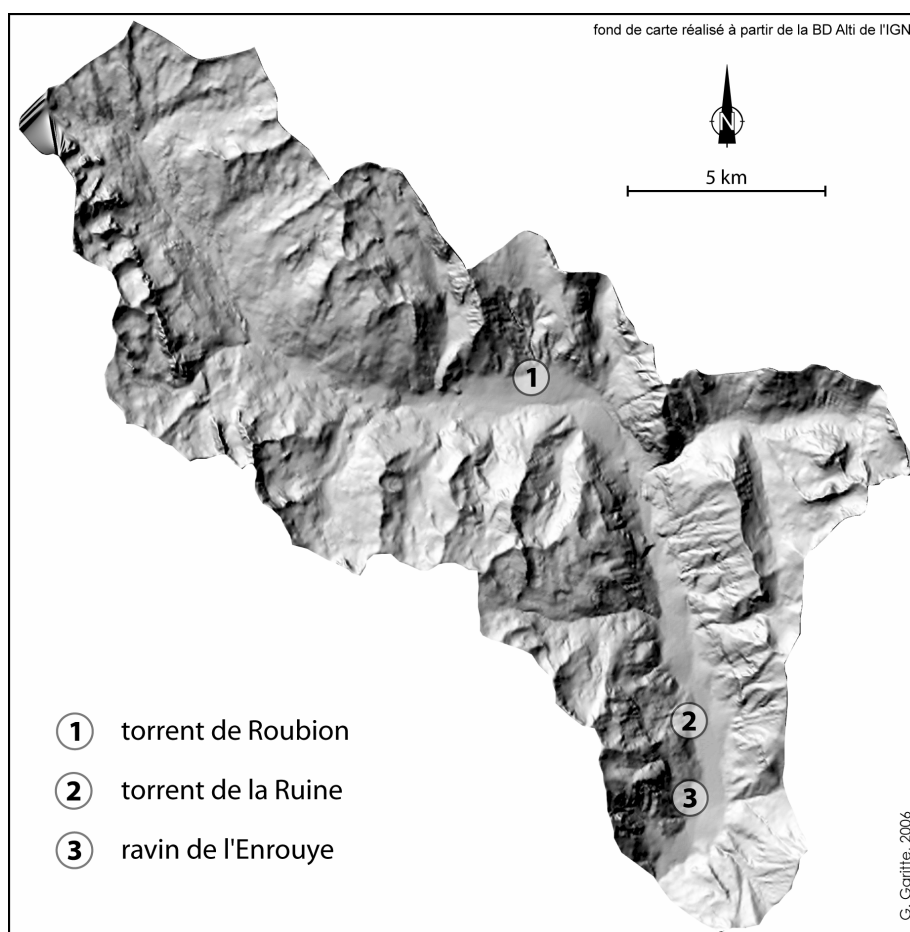 fond de carte réalisé à partir de la BD Alti de l'IGN
N
5 km
1
2
3
1 torrent de Roubion
2 torrent de la Ruine
3 ravin de l'Enrouye
G. Garitte, 2006